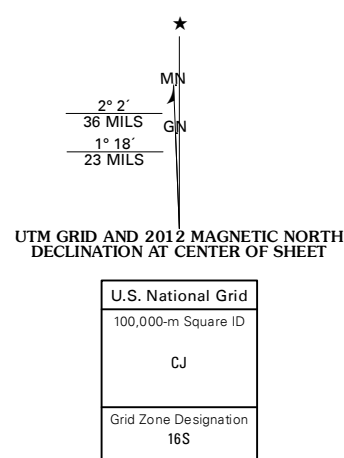 MN
2° 2´
36 MILS
GN
1° 18´
23 MILS
UTM GRID AND 2012 MAGNETIC NORTH
DECLINATION AT CENTER OF SHEET
U.S. National Grid
100,000-m Square ID
CJ
Grid Zone Designation
16S